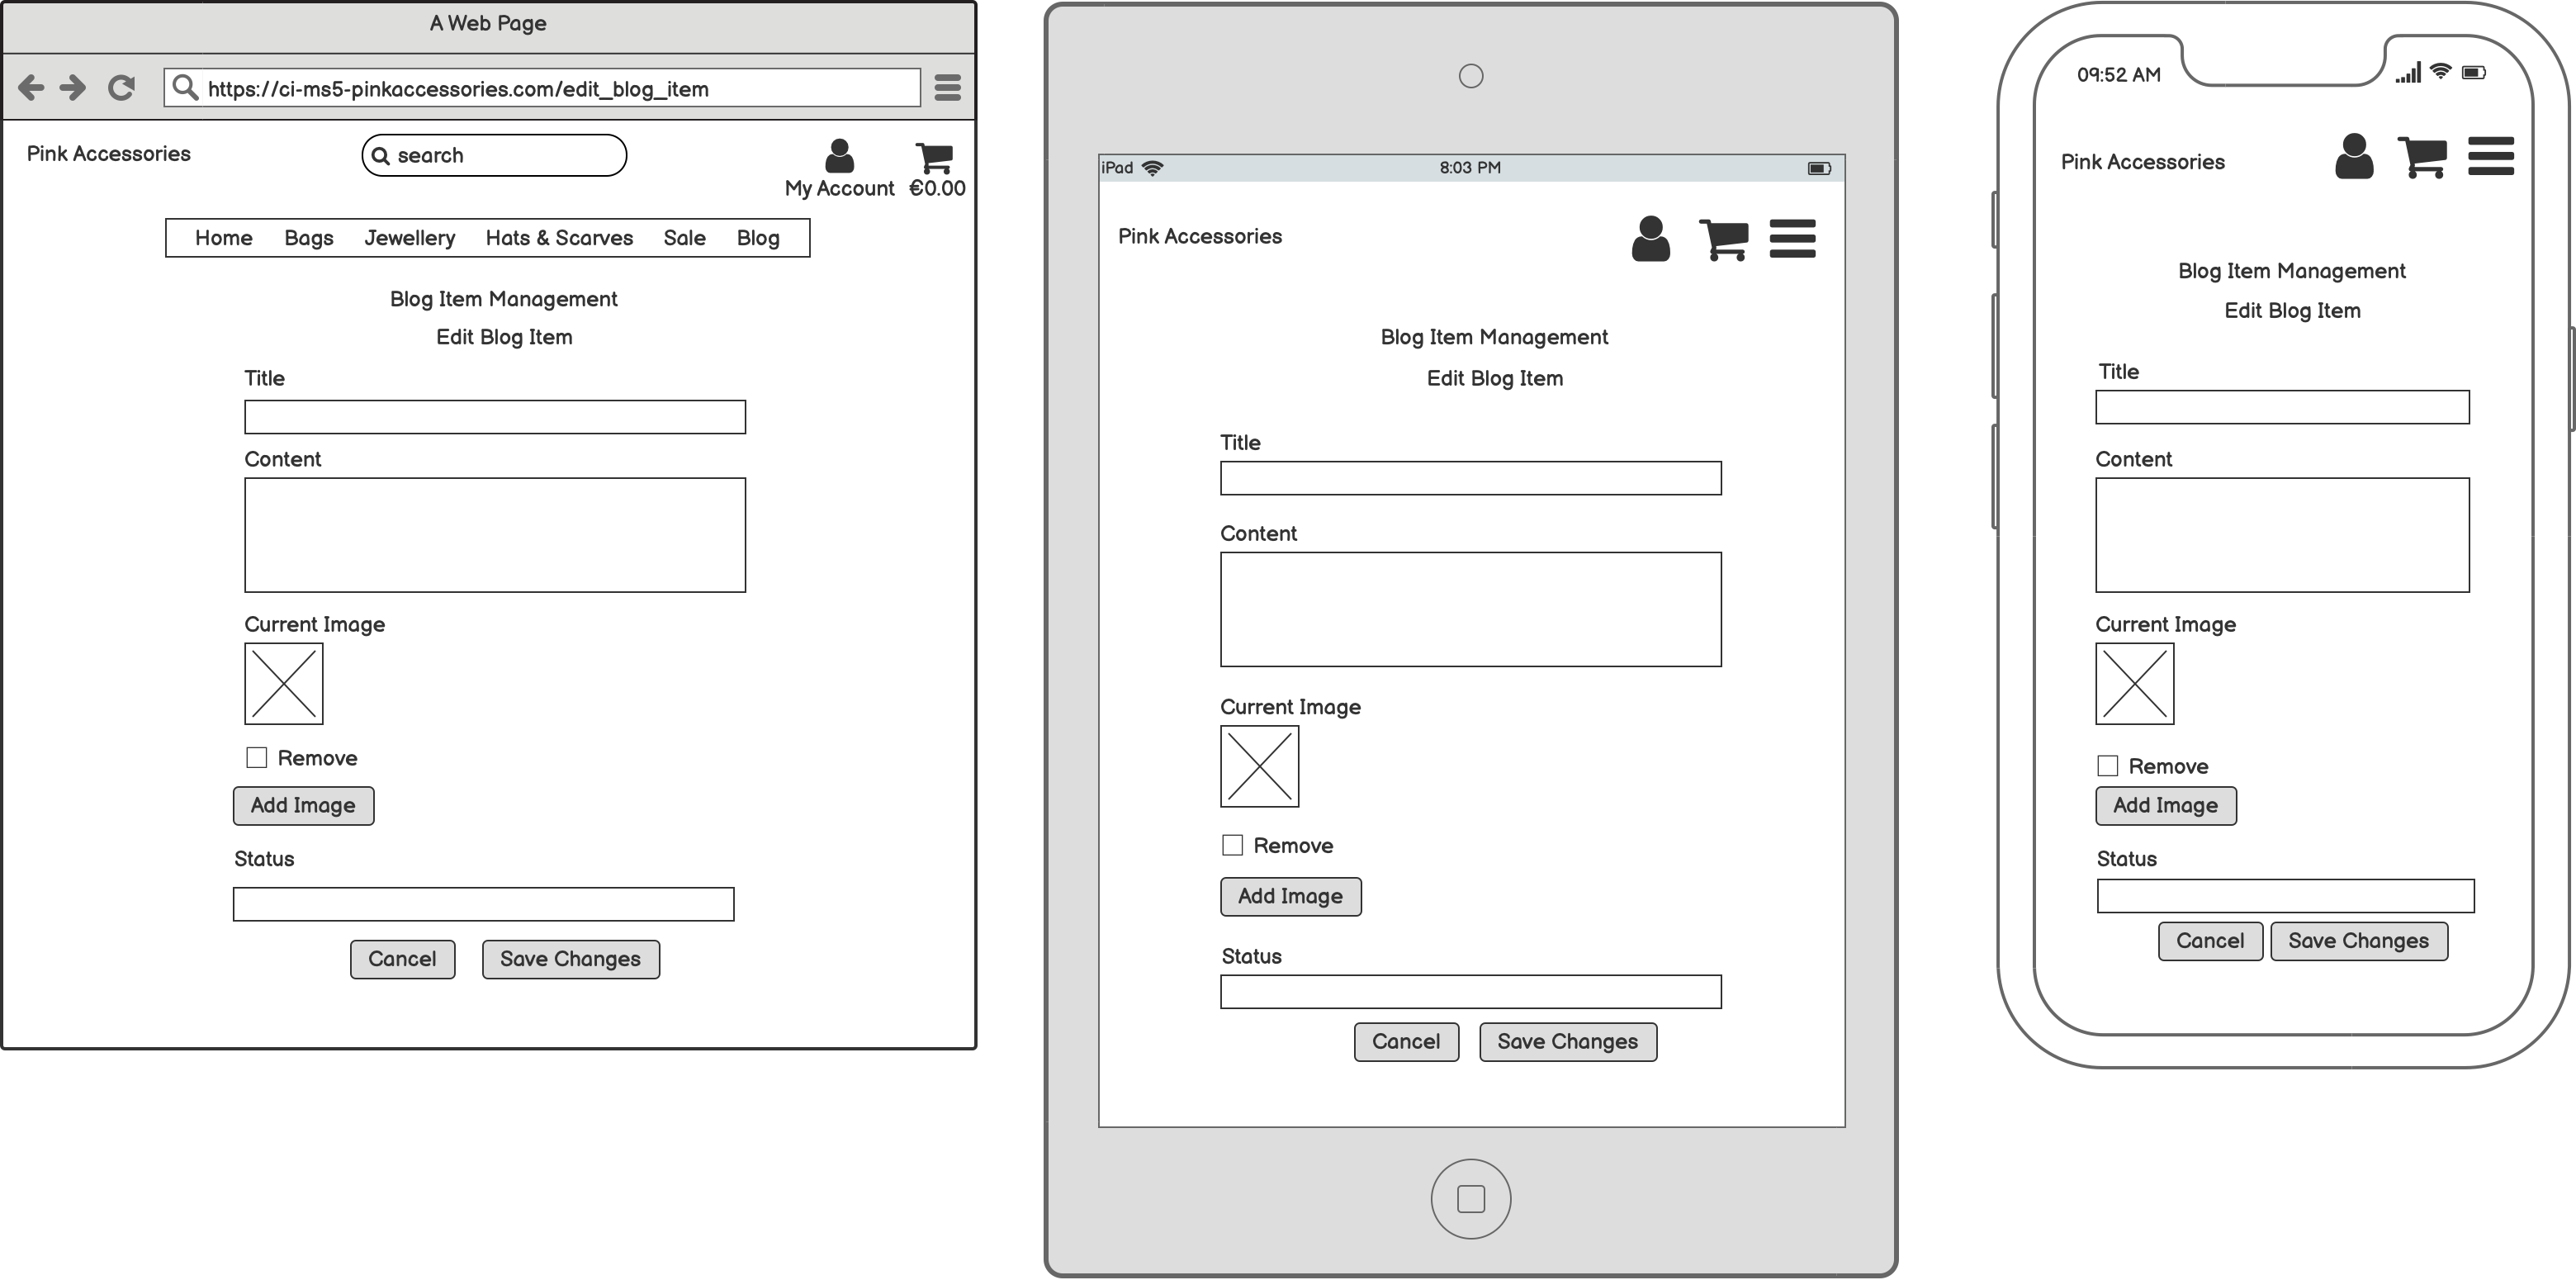 A Web Page
https://ci-ms5-pinkaccessories.com/edit_blog_item
Pink Accessories
search
My Account €0.00
Home Bags Jewellery Hats & Scarves Sale Blog
Blog Item Management
Edit Blog Item
Title
Content
Current Image
Remove
Add Image
Status
Cancel Save Changes
iPad 8:03 PM
Pink Accessories
Blog Item Management
Edit Blog Item
Title
Content
Current Image
Remove
Add Image
Status
Cancel Save Changes
09:52 AM
Pink Accessories
Blog Item Management
Edit Blog Item
Title
Content
Current Image
Remove
Add Image
Status
Cancel Save Changes